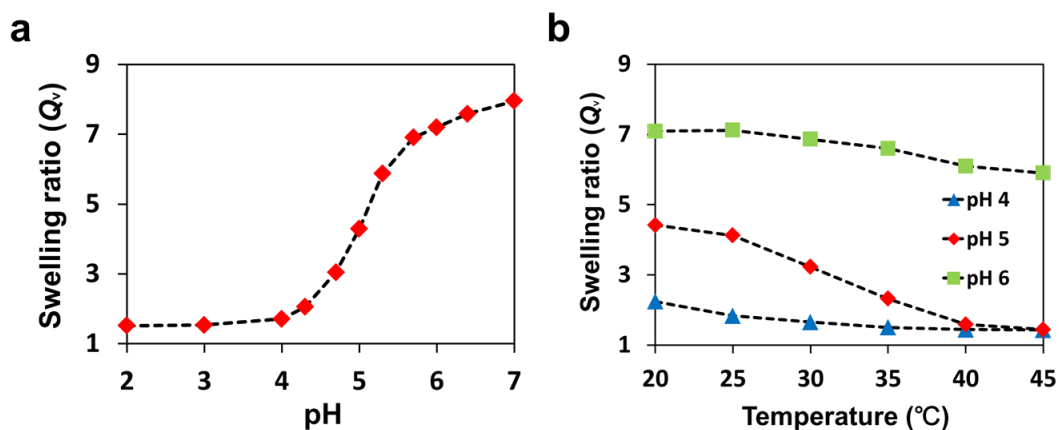 a
Swelling ratio (Qv)
9
7
5
3
1
2 3 4 5 6 7
pH
b
Swelling ratio (Qv)
9
7
5
3
1
pH 4
pH 5
pH 6
20 25 30 35 40 45
Temperature (℃)